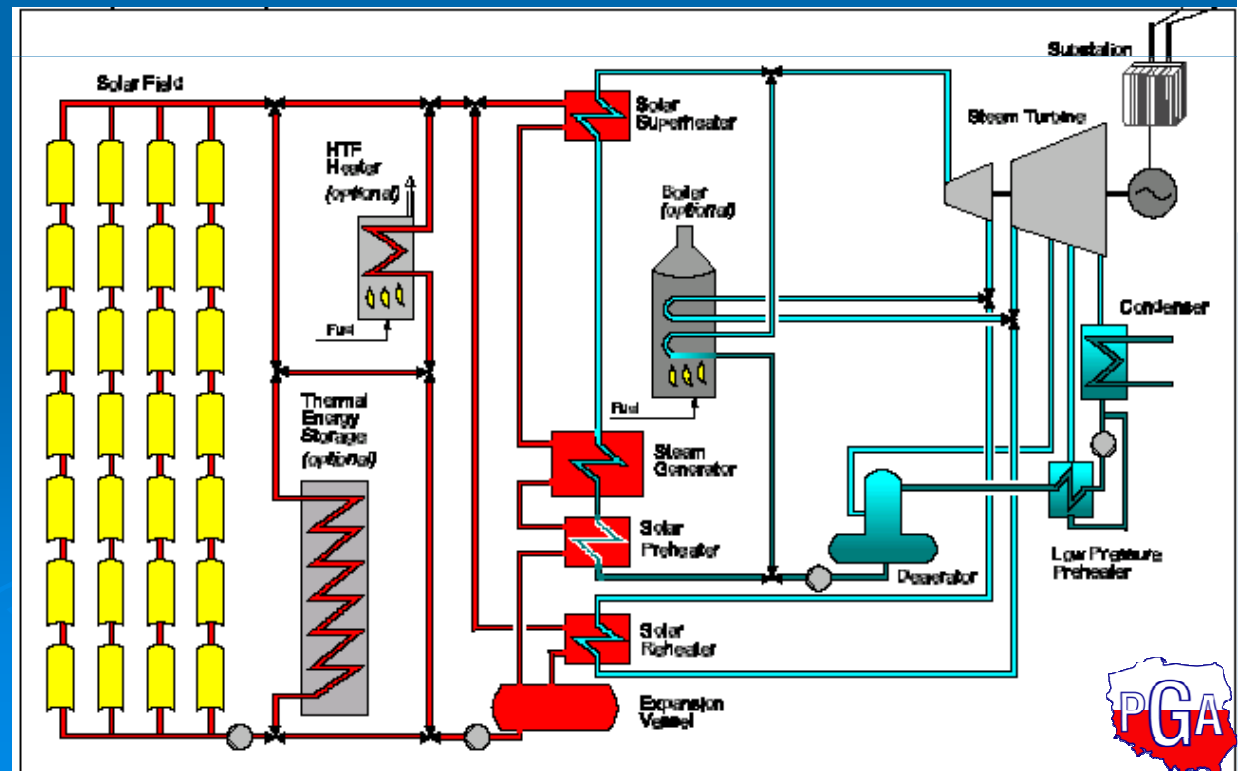 Substation
Solar Field
Solar
Superheater
Steam Turbine
HTF
Heater
(optional)
Boiler
(optional)
Fuel
Condenser
Thermal
Energy
Storage
(optional)
Fuel
Steam
Generator
Solar
Preheater
Low Pressure
Preheater
Deaerator
Solar
Reheater
Expansion
Vessel
PGA